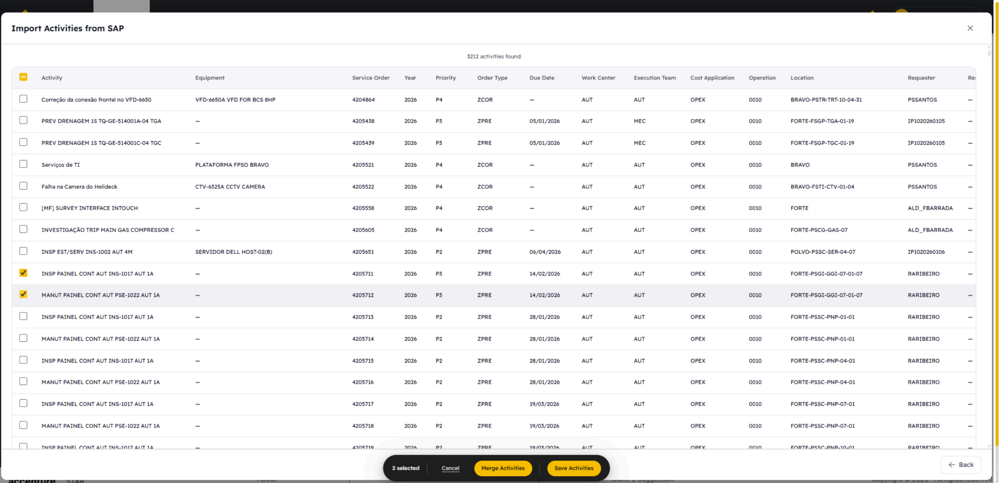 Import Activities from SAP
3212 activities found
Activity Equipment Service Order Year Priority Order Type Due Date Work Center Execution Team Cost Application Operation Location Requester
Correção da conexão frontal no VFD-6650 VFD-6650A VFD FOR BCS 8HP 4204864 2026 P4 ZCOR – AUT AUT OPEX 0010 BRAVO-PSTR-TRT-10-04-31 PSSANTOS –
PREV DRENAGEM 1S TQ-GE-514001A-04 TGA – 4205438 2026 P3 ZPRE 05/01/2026 AUT MEC OPEX 0010 FORTE-FSGP-TGA-01-19 IP1020260105 –
PREV DRENAGEM 1S TQ-GE-514001C-04 TGC – 4205439 2026 P3 ZPRE 05/01/2026 AUT MEC OPEX 0010 FORTE-FSGP-TGC-01-19 IP1020260105 –
Serviços de TI PLATAFORMA FPSO BRAVO 4205521 2026 P4 ZCOR – AUT AUT OPEX 0010 BRAVO PSSANTOS –
Falha na Camera do Helideck CTV-6325A CCTV CAMERA 4205522 2026 P4 ZCOR – AUT AUT OPEX 0010 BRAVO-FSTI-CTV-01-04 PSSANTOS –
[MF] SURVEY INTERFACE INTOUCH – 4205558 2026 P4 ZCOR – AUT AUT OPEX 0010 FORTE ALD_FBARRADA –
INVESTIGAÇÃO TRIP MAIN GAS COMPRESSOR C – 4205605 2026 P4 ZCOR – AUT AUT OPEX 0010 FORTE-PSCG-GAS-07 ALD_FBARRADA –
INSP EST/SERV INS-1002 AUT 4M SERVIDOR DELL HOST-02(B) 4205651 2026 P2 ZPRE 06/04/2026 AUT AUT OPEX 0010 POLVO-PSSC-SER-04-07 IP1020260106 –
INSP PAINEL CONT AUT INS-1017 AUT 1A – 4205711 2026 P3 ZPRE 14/02/2026 AUT AUT OPEX 0010 FORTE-PSGI-GGI-07-01-07 RARIBEIRO –
MANUT PAINEL CONT AUT PSE-1022 AUT 1A – 4205712 2026 P3 ZPRE 14/02/2026 AUT AUT OPEX 0010 FORTE-PSGI-GGI-07-01-07 RARIBEIRO –
INSP PAINEL CONT AUT INS-1017 AUT 1A – 4205713 2026 P2 ZPRE 28/01/2026 AUT AUT OPEX 0010 FORTE-PSSC-PNP-01-01 RARIBEIRO –
MANUT PAINEL CONT AUT PSE-1022 AUT 1A – 4205714 2026 P2 ZPRE 28/01/2026 AUT AUT OPEX 0010 FORTE-PSSC-PNP-01-01 RARIBEIRO –
INSP PAINEL CONT AUT INS-1017 AUT 1A – 4205715 2026 P2 ZPRE 28/01/2026 AUT AUT OPEX 0010 FORTE-PSSC-PNP-04-01 RARIBEIRO –
MANUT PAINEL CONT AUT PSE-1022 AUT 1A – 4205716 2026 P2 ZPRE 28/01/2026 AUT AUT OPEX 0010 FORTE-PSSC-PNP-04-01 RARIBEIRO –
INSP PAINEL CONT AUT INS-1017 AUT 1A – 4205717 2026 P2 ZPRE 19/03/2026 AUT AUT OPEX 0010 FORTE-PSSC-PNP-07-01 RARIBEIRO –
MANUT PAINEL CONT AUT PSE-1022 AUT 1A – 4205718 2026 P2 ZPRE 19/03/2026 AUT AUT OPEX 0010 FORTE-PSSC-PNP-07-01 RARIBEIRO –
INSP PAINEL CONT AUT INS-1017 AUT 1A – 4205719 2026 P2 ZPRE 19/03/2026 AUT AUT OPEX 0010 FORTE-PSSC-PNP-10-01 RARIBEIRO –
2 selected Cancel Merge Activities Save Activities
Back
accenture STAR About Make a Suggestion